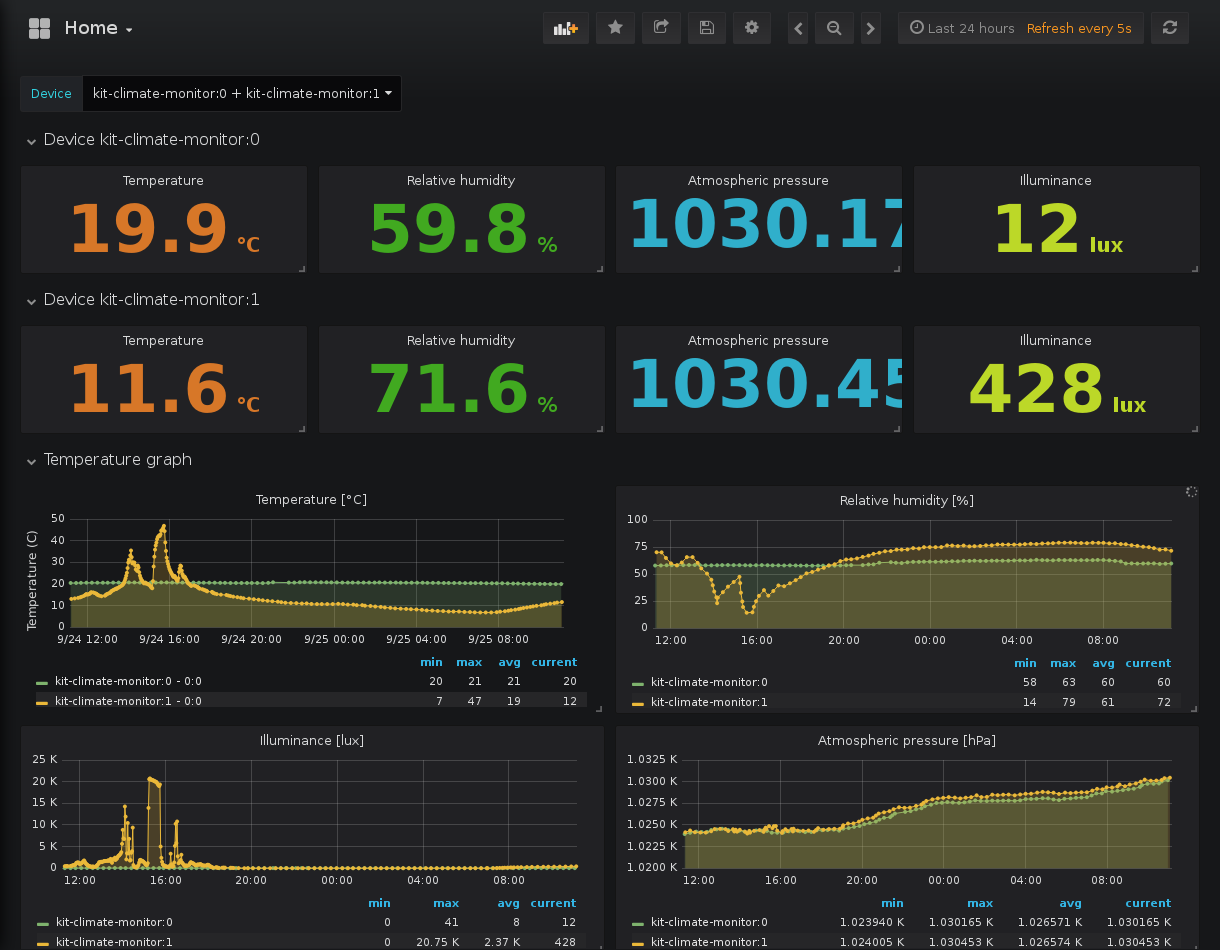 Home
Last 24 hours Refresh every 5s
Device kit-climate-monitor:0 + kit-climate-monitor:1
Device kit-climate-monitor:0
Temperature Relative humidity Atmospheric pressure Illuminance
19.9 °C 59.8 % 1030.17 12 lux
Device kit-climate-monitor:1
Temperature Relative humidity Atmospheric pressure Illuminance
11.6 °C 71.6 % 1030.45 428 lux
Temperature graph
Temperature [°C]
Temperature (C)
50
40
30
20
10
0
9/24 12:00 9/24 16:00 9/24 20:00 9/25 00:00 9/25 04:00 9/25 08:00
min max avg current
kit-climate-monitor:0 - 0:0 20 21 21 20
kit-climate-monitor:1 - 0:0 7 47 19 12
Relative humidity [%]
100
75
50
25
0
12:00 16:00 20:00 00:00 04:00 08:00
min max avg current
kit-climate-monitor:0 58 63 60 60
kit-climate-monitor:1 14 79 61 72
Illuminance [lux]
25 K
20 K
15 K
10 K
5 K
0
12:00 16:00 20:00 00:00 04:00 08:00
min max avg current
kit-climate-monitor:0 0 41 8 12
kit-climate-monitor:1 0 20.75 K 2.37 K 428
Atmospheric pressure [hPa]
1.0325 K
1.0300 K
1.0275 K
1.0250 K
1.0225 K
1.0200 K
12:00 16:00 20:00 00:00 04:00 08:00
min max avg current
kit-climate-monitor:0 1.023940 K 1.030165 K 1.026571 K 1.030165 K
kit-climate-monitor:1 1.024005 K 1.030453 K 1.026574 K 1.030453 K